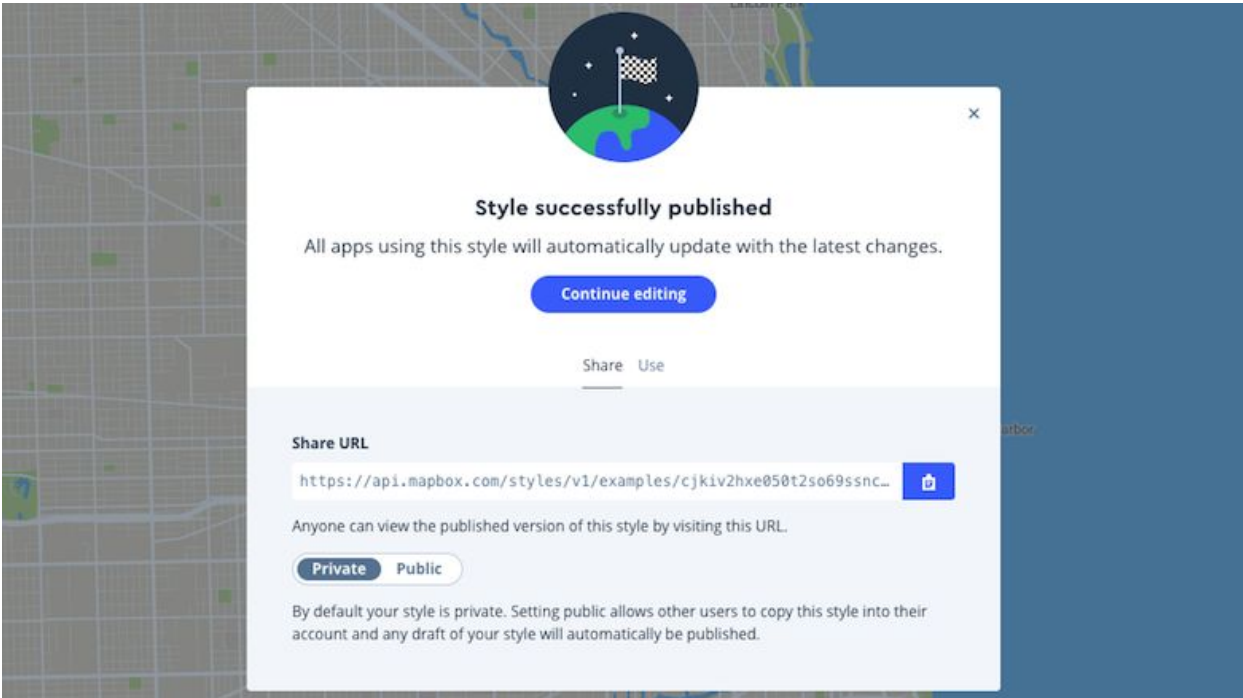 Lincoln Park
Style successfully published
All apps using this style will automatically update with the latest changes.
Continue editing
Share Use
Share URL
https://api.mapbox.com/styles/v1/examples/cjkiv2hxe050t2so69ssnc…
arbor
Anyone can view the published version of this style by visiting this URL.
Private Public
By default your style is private. Setting public allows other users to copy this style into their
account and any draft of your style will automatically be published.